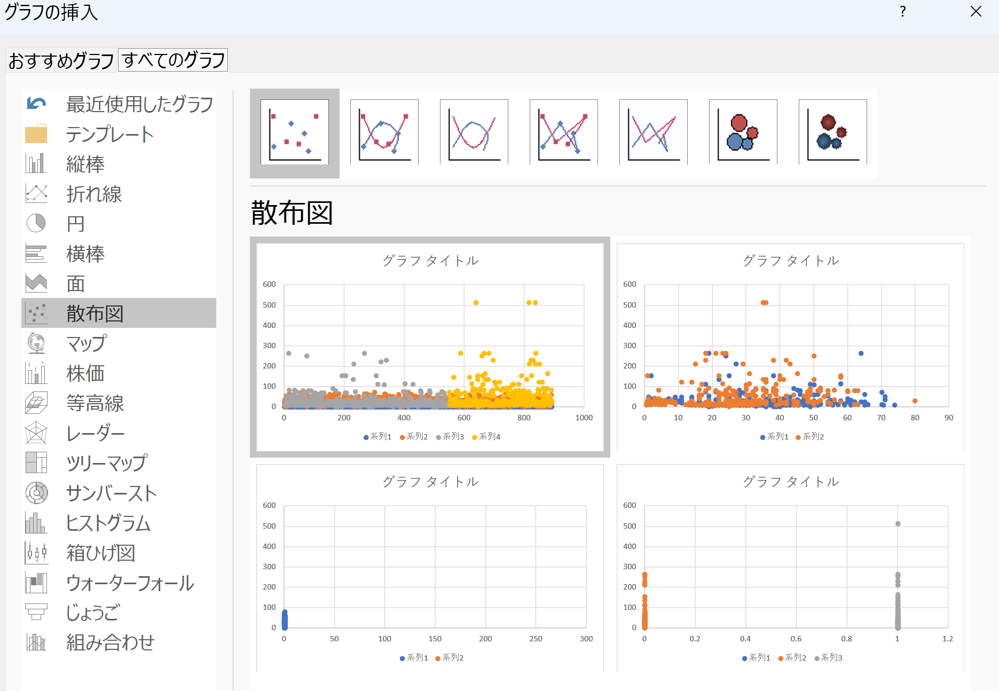 グラフの挿入
?
おすすめグラフ すべてのグラフ
最近使用したグラフ
テンプレート
縦棒
折れ線
円
横棒
面
散布図
マップ
株価
等高線
レーダー
ツリーマップ
サンバースト
ヒストグラム
箱ひげ図
ウォーターフォール
じょうご
組み合わせ
散布図
グラフ タイトル
600
500
400
300
200
100
0
0 200 400 600 800 1000
系列1 系列2 系列3 系列4
グラフ タイトル
600
500
400
300
200
100
0
0 10 20 30 40 50 60 70 80 90
系列1 系列2
グラフ タイトル
600
500
400
300
200
100
0
0 50 100 150 200 250 300
系列1 系列2
グラフ タイトル
600
500
400
300
200
100
0
0 0.2 0.4 0.6 0.8 1 1.2
系列1 系列2 系列3